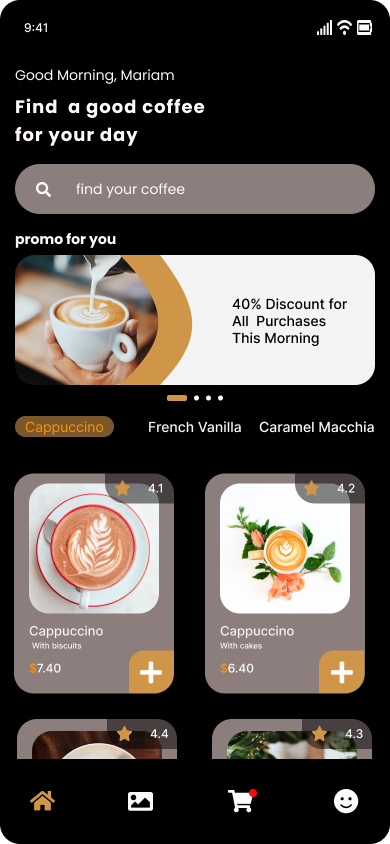 9:41
Good Morning, Mariam
Find a good coffee
for your day
find your coffee
promo for you
40% Discount for
All Purchases
This Morning
Cappuccino French Vanilla Caramel Macchia
4.1 4.2
Cappuccino Cappuccino
With biscuits With cakes
$7.40 $6.40
4.4 4.3